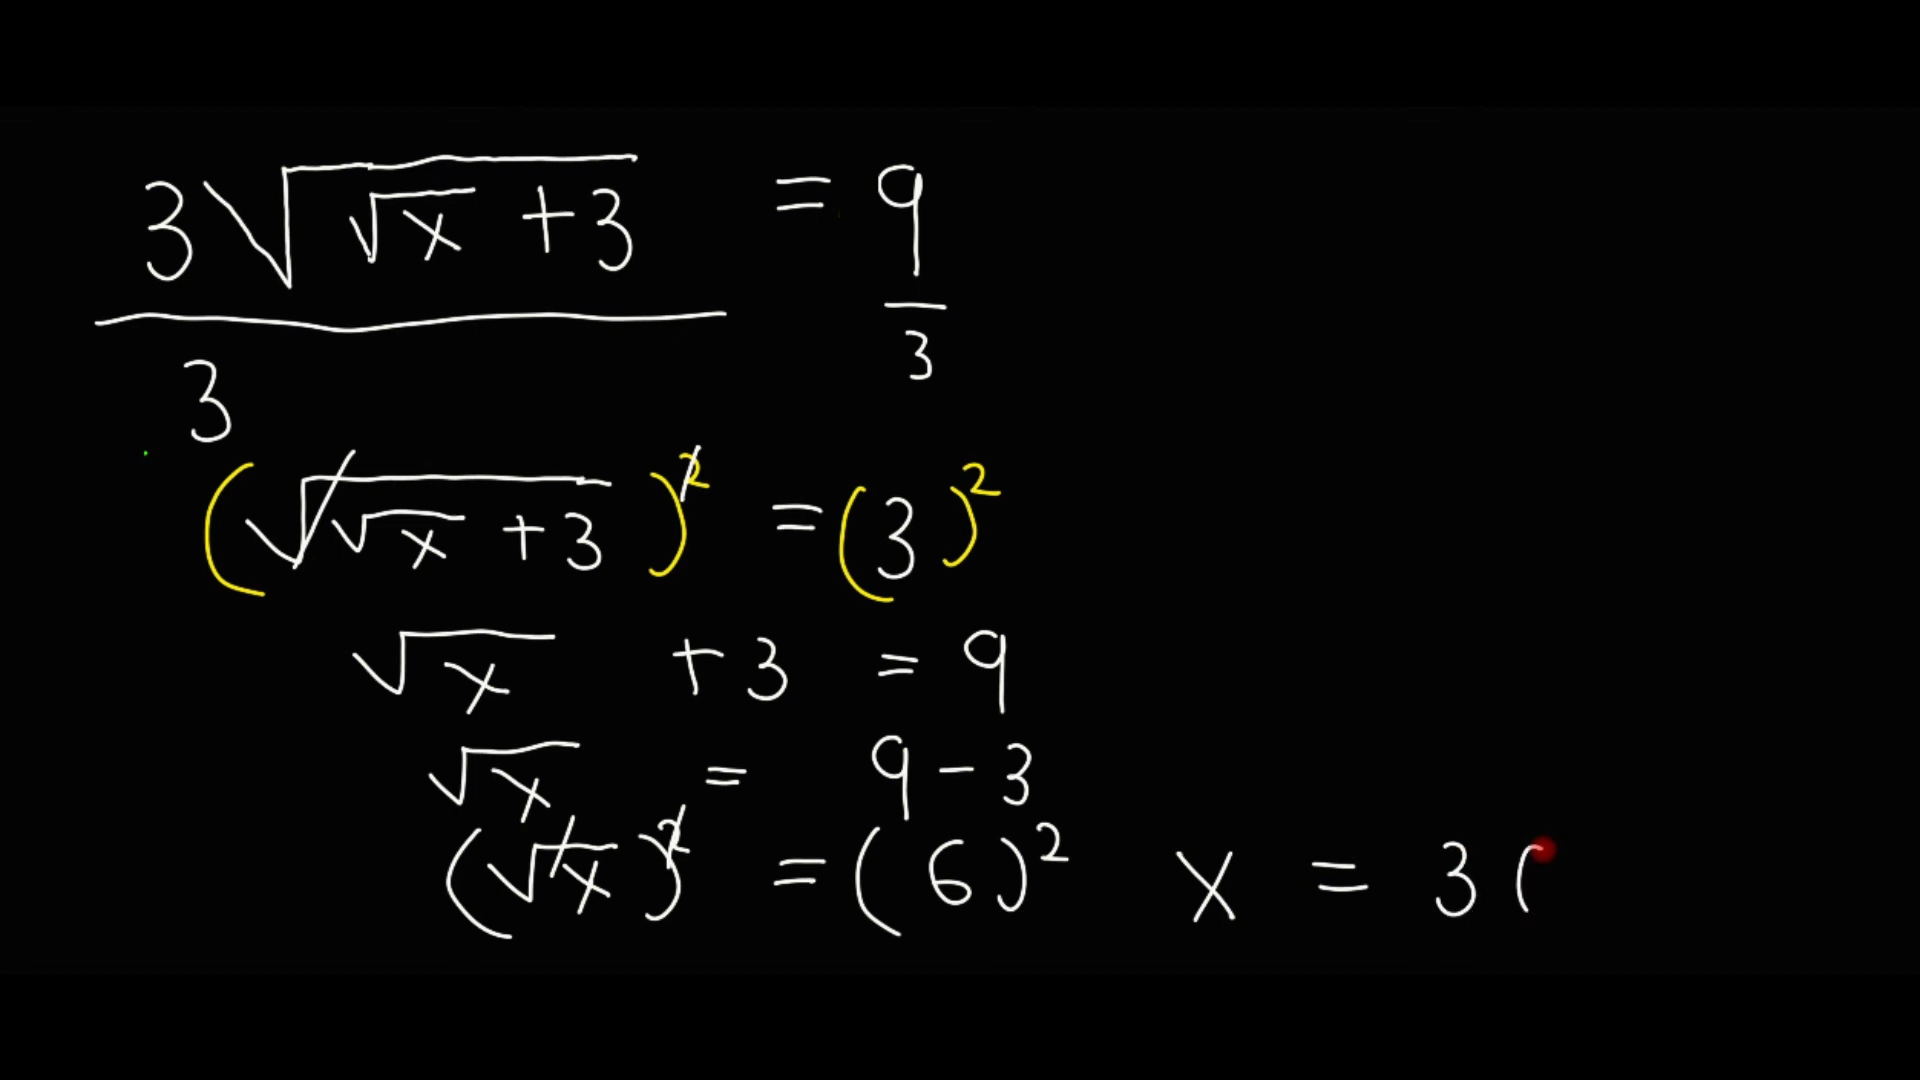 3√(√x + 3) / 3 = 9 / 3
(√(√x + 3))² = (3)²
√x + 3 = 9
√x = 9 - 3
(√x)² = (6)² x = 3